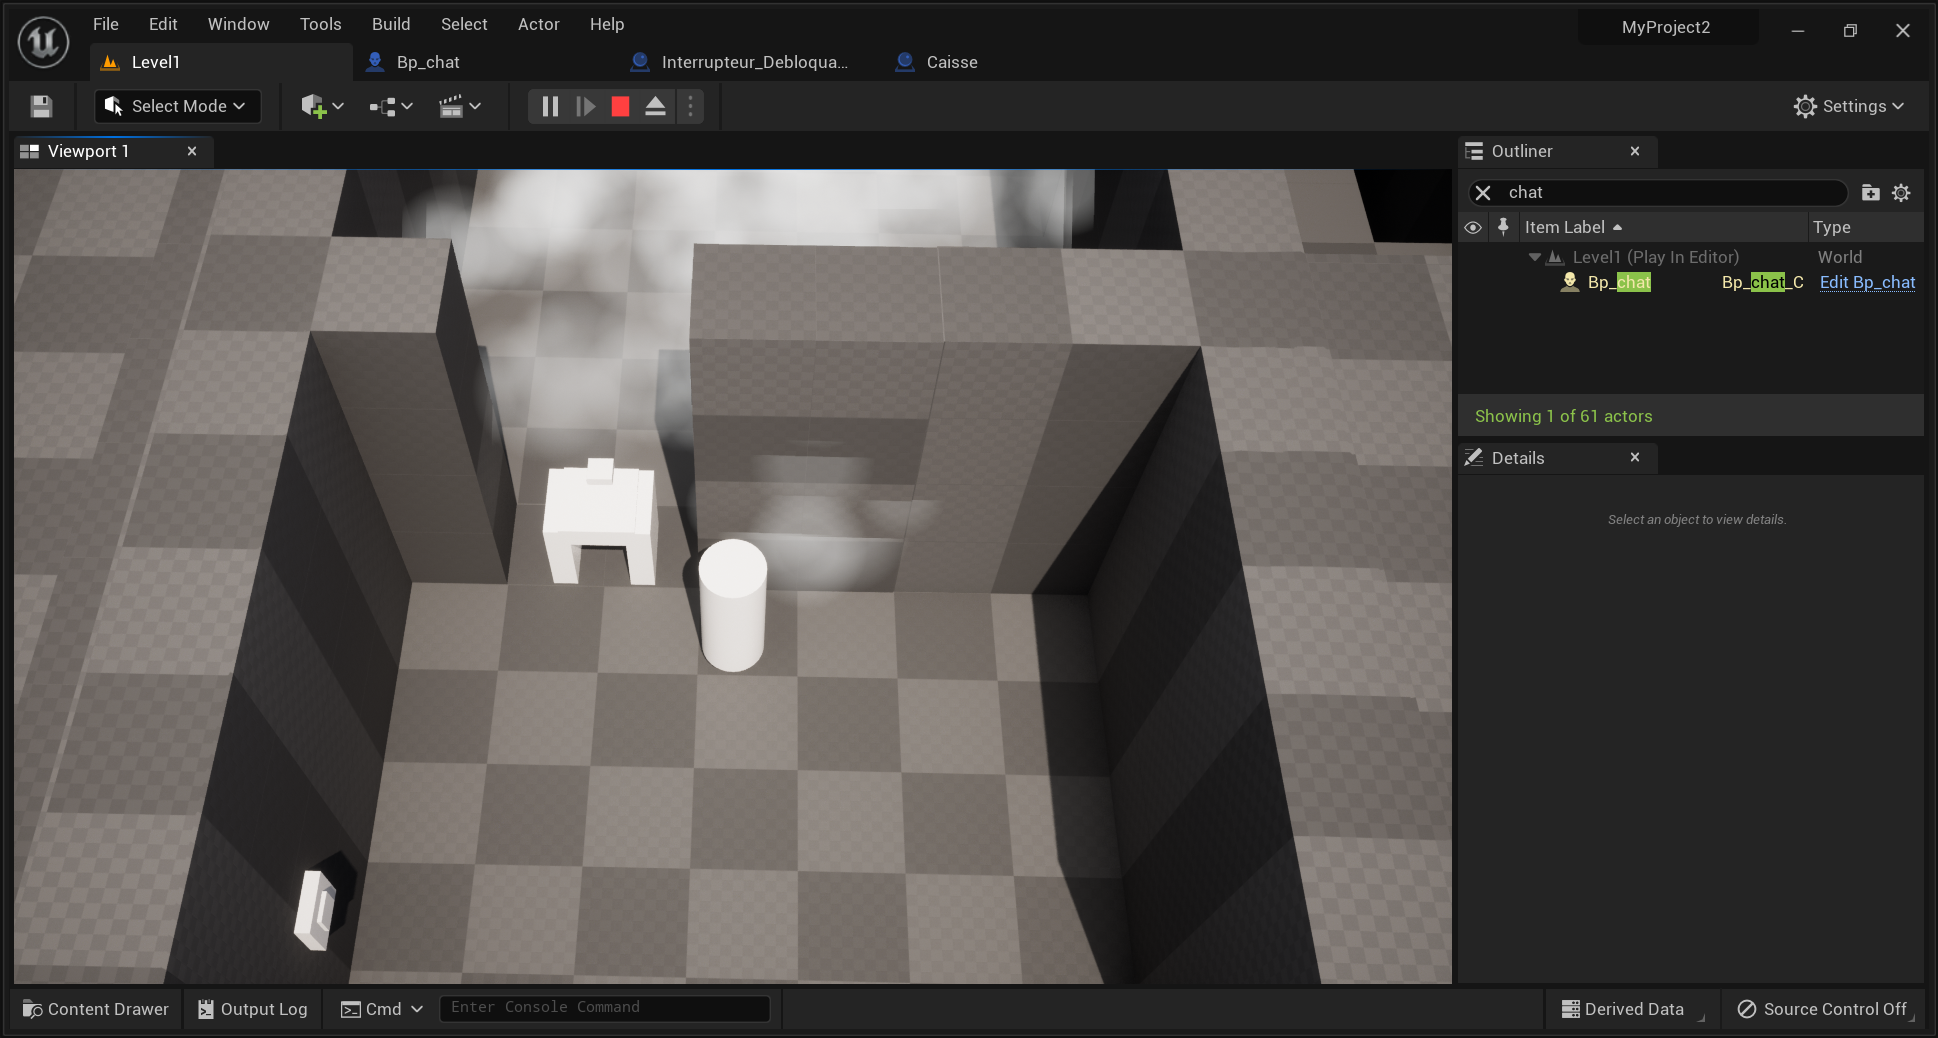 File Edit Window Tools Build Select Actor Help
MyProject2
Level1 Bp_chat Interrupteur_Debloqua... Caisse
Select Mode
Settings
Viewport 1
Outliner
chat
Item Label Type
Level1 (Play In Editor) World
Bp_chat Bp_chat_C Edit Bp_chat
Showing 1 of 61 actors
Details
Select an object to view details.
Content Drawer Output Log Cmd Enter Console Command Derived Data Source Control Off